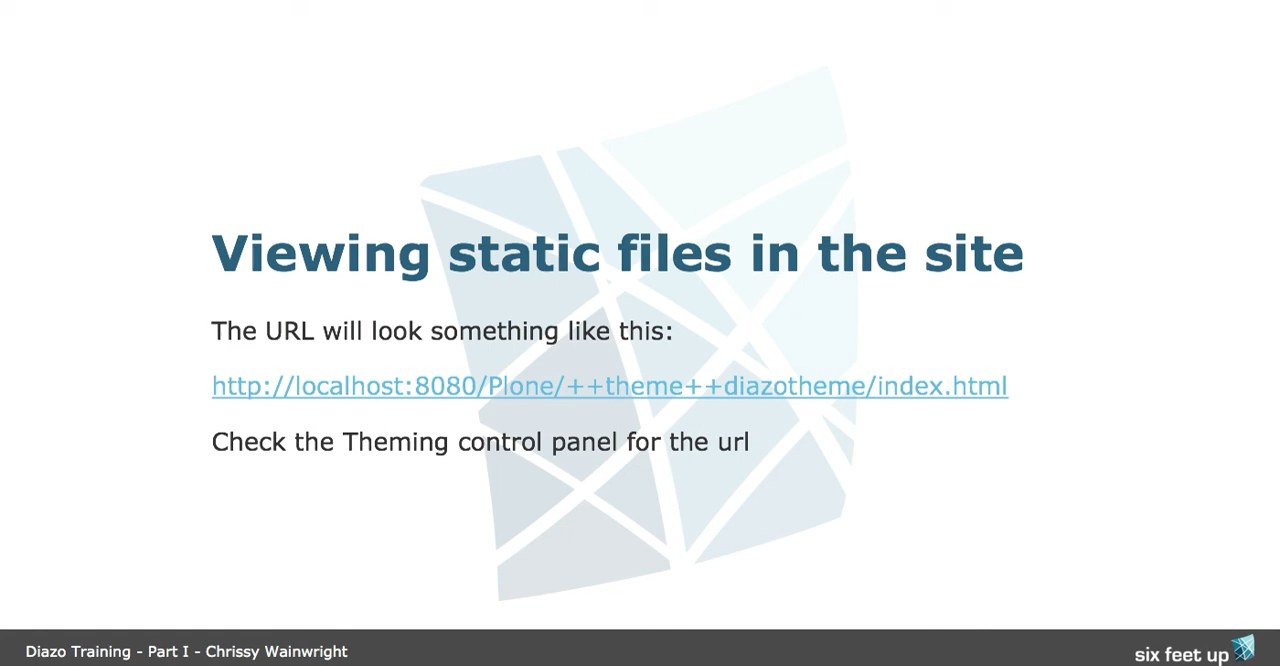 Viewing static files in the site
The URL will look something like this:
http://localhost:8080/Plone/++theme++diazotheme/index.html
Check the Theming control panel for the url
Diazo Training - Part I - Chrissy Wainwright
six feet up